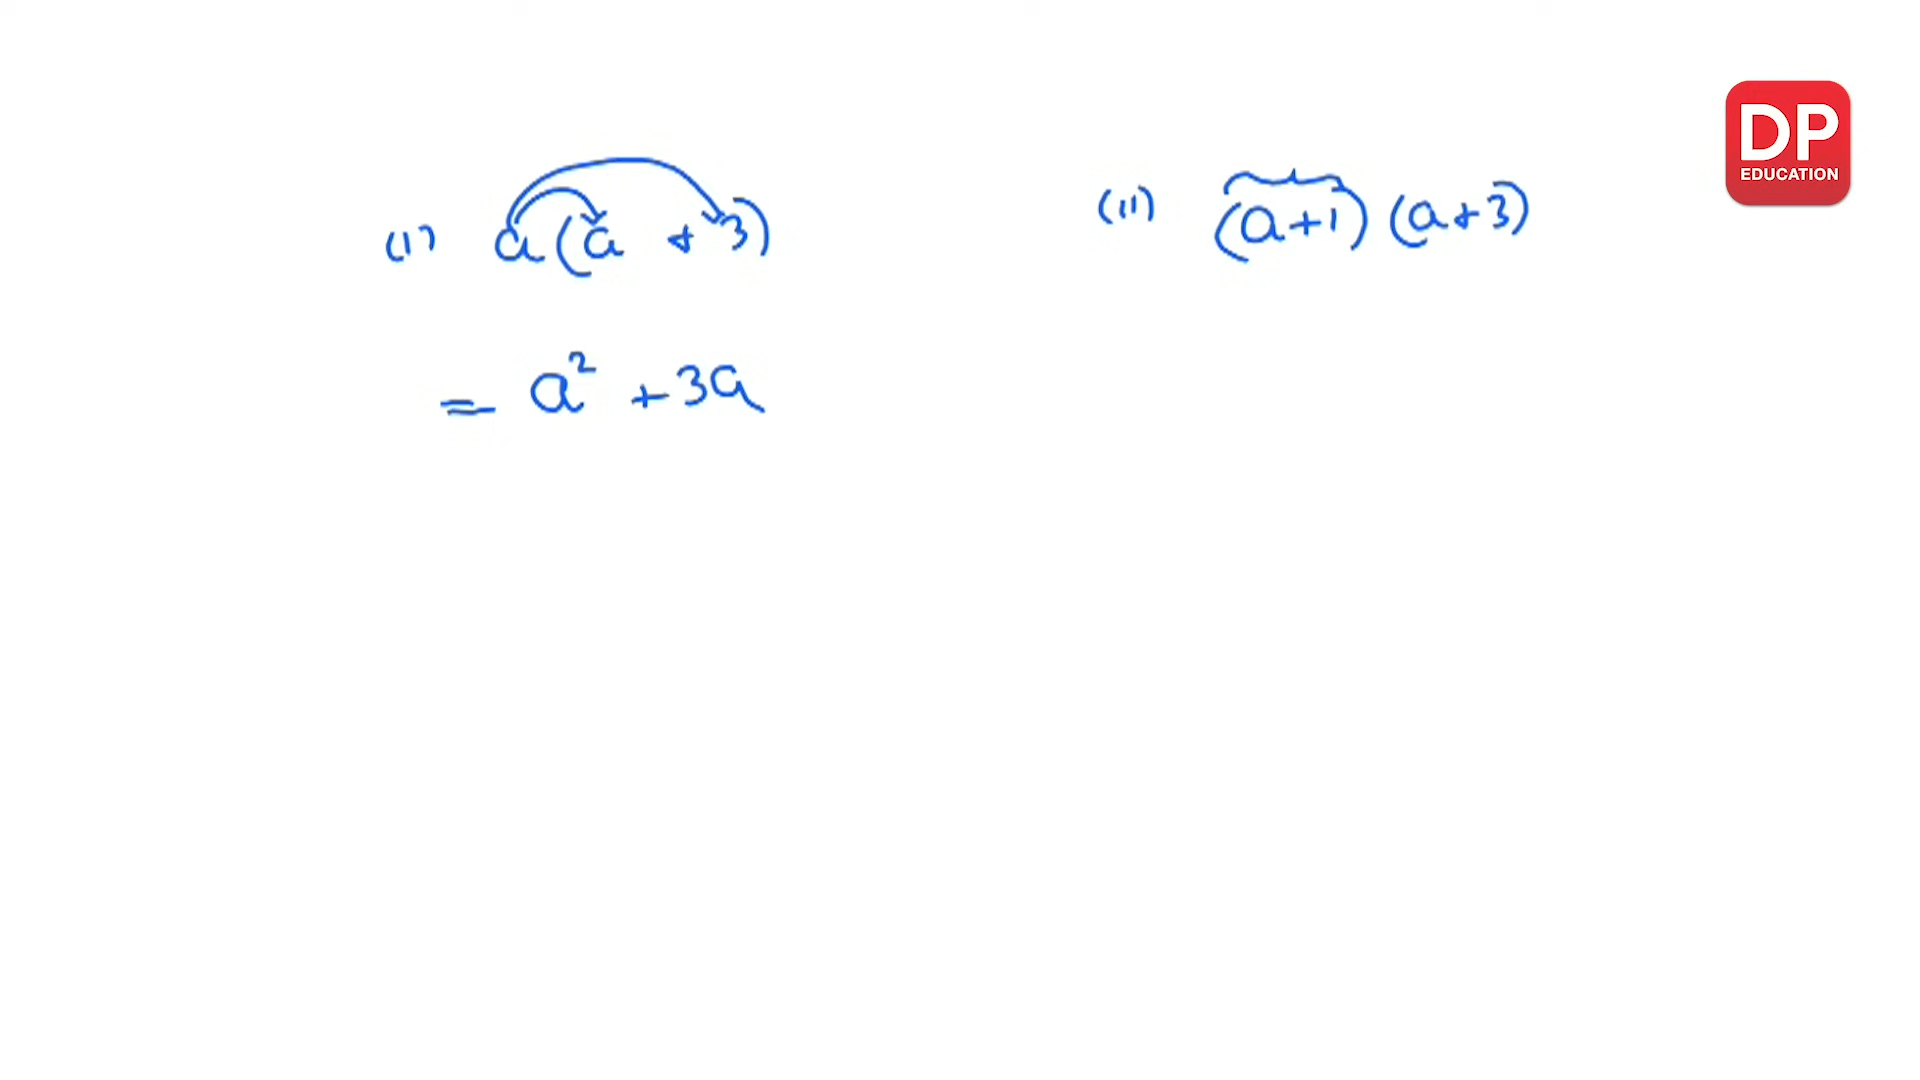 (i) a(a + 3)
= a² + 3a
(ii) (a+1) (a+3)
DP
EDUCATION